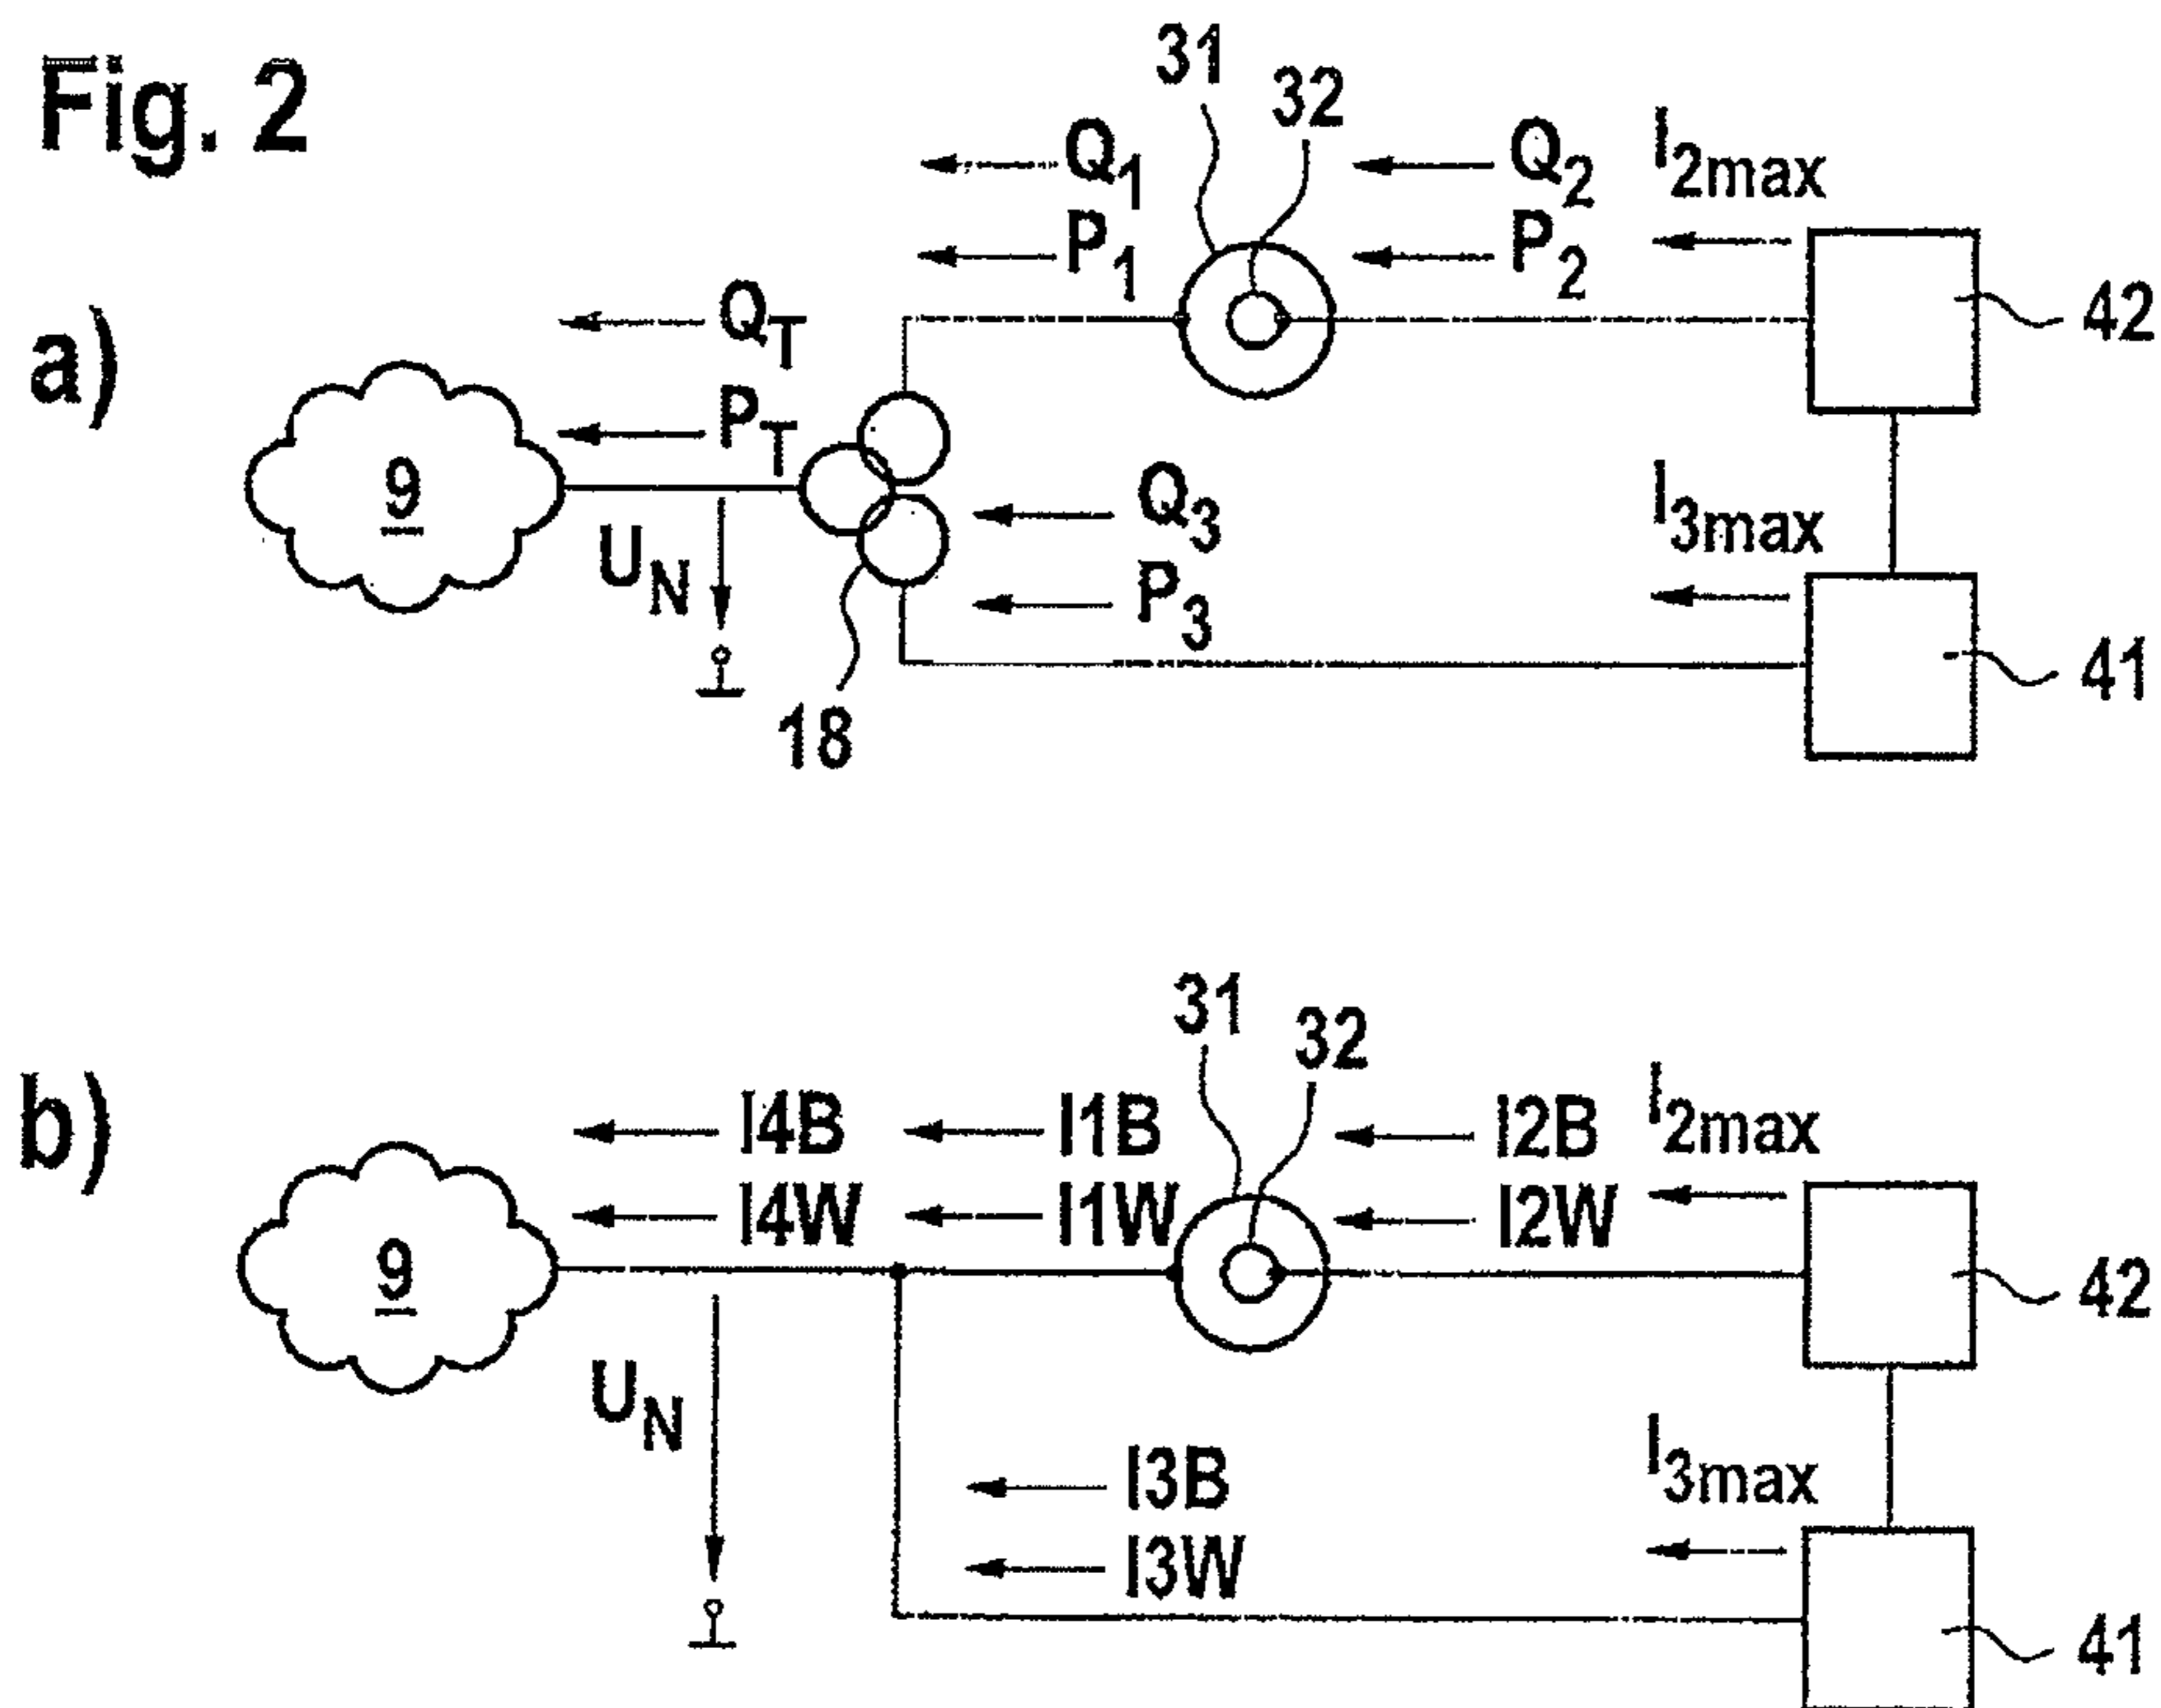 Fig. 2
31
32
Q1
Q2
I2max
P1
P2
a)
QT
42
PT
9
Q3
I3max
UN
P3
41
18
31
32
b)
I4B
I1B
I2B
I2max
I4W
I1W
I2W
9
42
UN
I3B
I3max
I3W
41